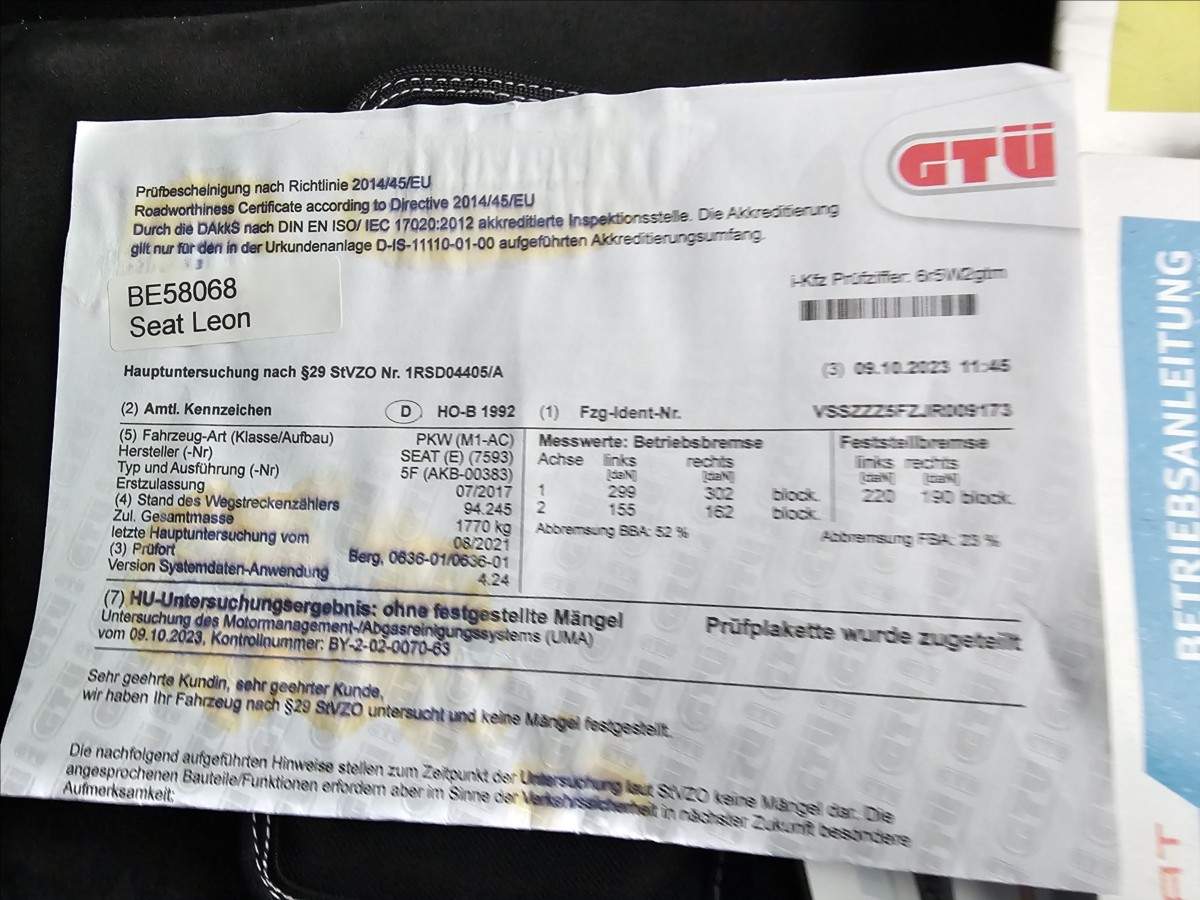 GTÜ
Prüfbescheinigung nach Richtlinie 2014/45/EU
Roadworthiness Certificate according to Directive 2014/45/EU
Durch die DAkkS nach DIN EN ISO/ IEC 17020:2012 akkreditierte Inspektionsstelle. Die Akkreditierung
gilt nur für den in der Urkundenanlage D-IS-11110-01-00 aufgeführten Akkreditierungsumfang.
i-Kfz Prüfziffer: 6r5W2gtm
BE58068
Seat Leon
Hauptuntersuchung nach §29 StVZO Nr. 1RSD04405/A (3) 09.10.2023 11:45
(2) Amtl. Kennzeichen D HO-B 1992 (1) Fzg-Ident-Nr. VSSZZZ5FZJR009173
(5) Fahrzeug-Art (Klasse/Aufbau) PKW (M1-AC)
Hersteller (-Nr) SEAT (E) (7593)
Typ und Ausführung (-Nr) 5F (AKB-00383)
Erstzulassung 07/2017
(4) Stand des Wegstreckenzählers 94.245
Zul. Gesamtmasse 1770 kg
letzte Hauptuntersuchung vom 08/2021
(3) Prüfort Berg, 0636-01/0636-01
Version Systemdaten-Anwendung 4.24
Messwerte: Betriebsbremse Feststellbremse
Achse links rechts links rechts
[daN] [daN] [daN] [daN]
1 299 302 block. 220 190 block.
2 155 162 block.
Abbremsung BBA: 52 % Abbremsung FBA: 23 %
(7) HU-Untersuchungsergebnis: ohne festgestellte Mängel Prüfplakette wurde zugeteilt
Untersuchung des Motormanagement-/Abgasreinigungssystems (UMA)
vom 09.10.2023, Kontrollnummer: BY-2-02-0070-63
Sehr geehrte Kundin, sehr geehrter Kunde,
wir haben Ihr Fahrzeug nach §29 StVZO untersucht und keine Mängel festgestellt.
Die nachfolgend aufgeführten Hinweise stellen zum Zeitpunkt der Untersuchung laut StVZO keine Mängel dar. Die
angesprochenen Bauteile/Funktionen erfordern aber im Sinne der Verkehrssicherheit in nächster Zukunft besondere
Aufmerksamkeit:
BETRIEBSANLEITUNG